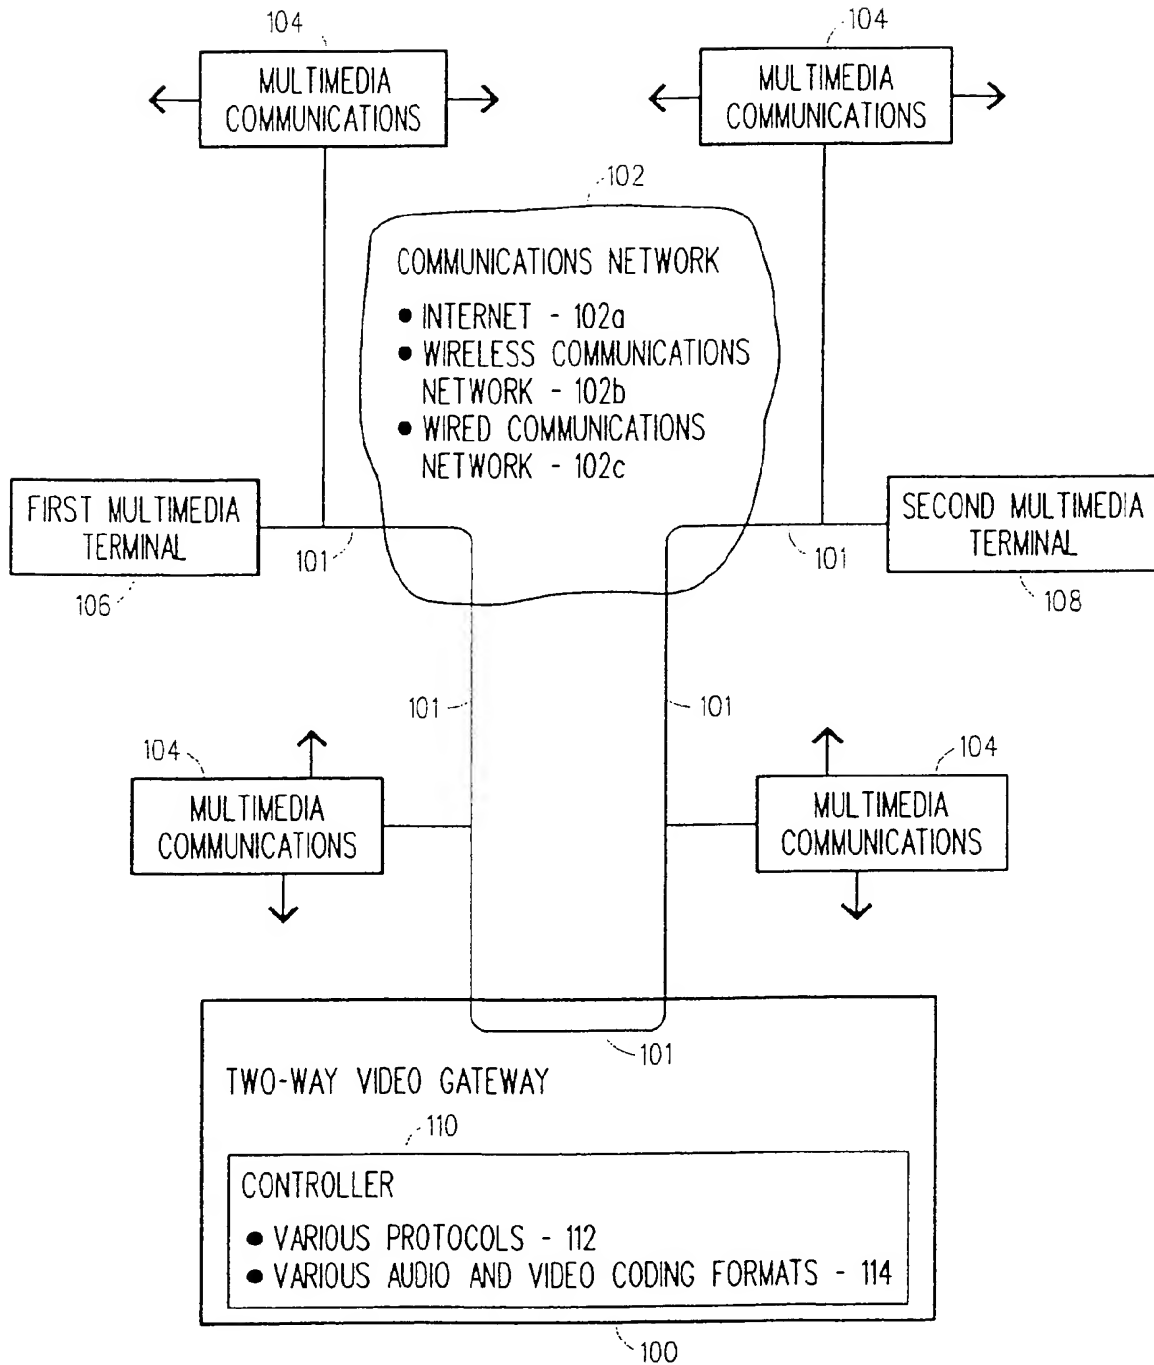 104
MULTIMEDIA
COMMUNICATIONS
104
MULTIMEDIA
COMMUNICATIONS
102
COMMUNICATIONS NETWORK
● INTERNET - 102a
● WIRELESS COMMUNICATIONS
NETWORK - 102b
● WIRED COMMUNICATIONS
NETWORK - 102c
FIRST MULTIMEDIA
TERMINAL
106
101
SECOND MULTIMEDIA
TERMINAL
108
101
101
101
104
MULTIMEDIA
COMMUNICATIONS
104
MULTIMEDIA
COMMUNICATIONS
101
TWO-WAY VIDEO GATEWAY
110
CONTROLLER
● VARIOUS PROTOCOLS - 112
● VARIOUS AUDIO AND VIDEO CODING FORMATS - 114
100